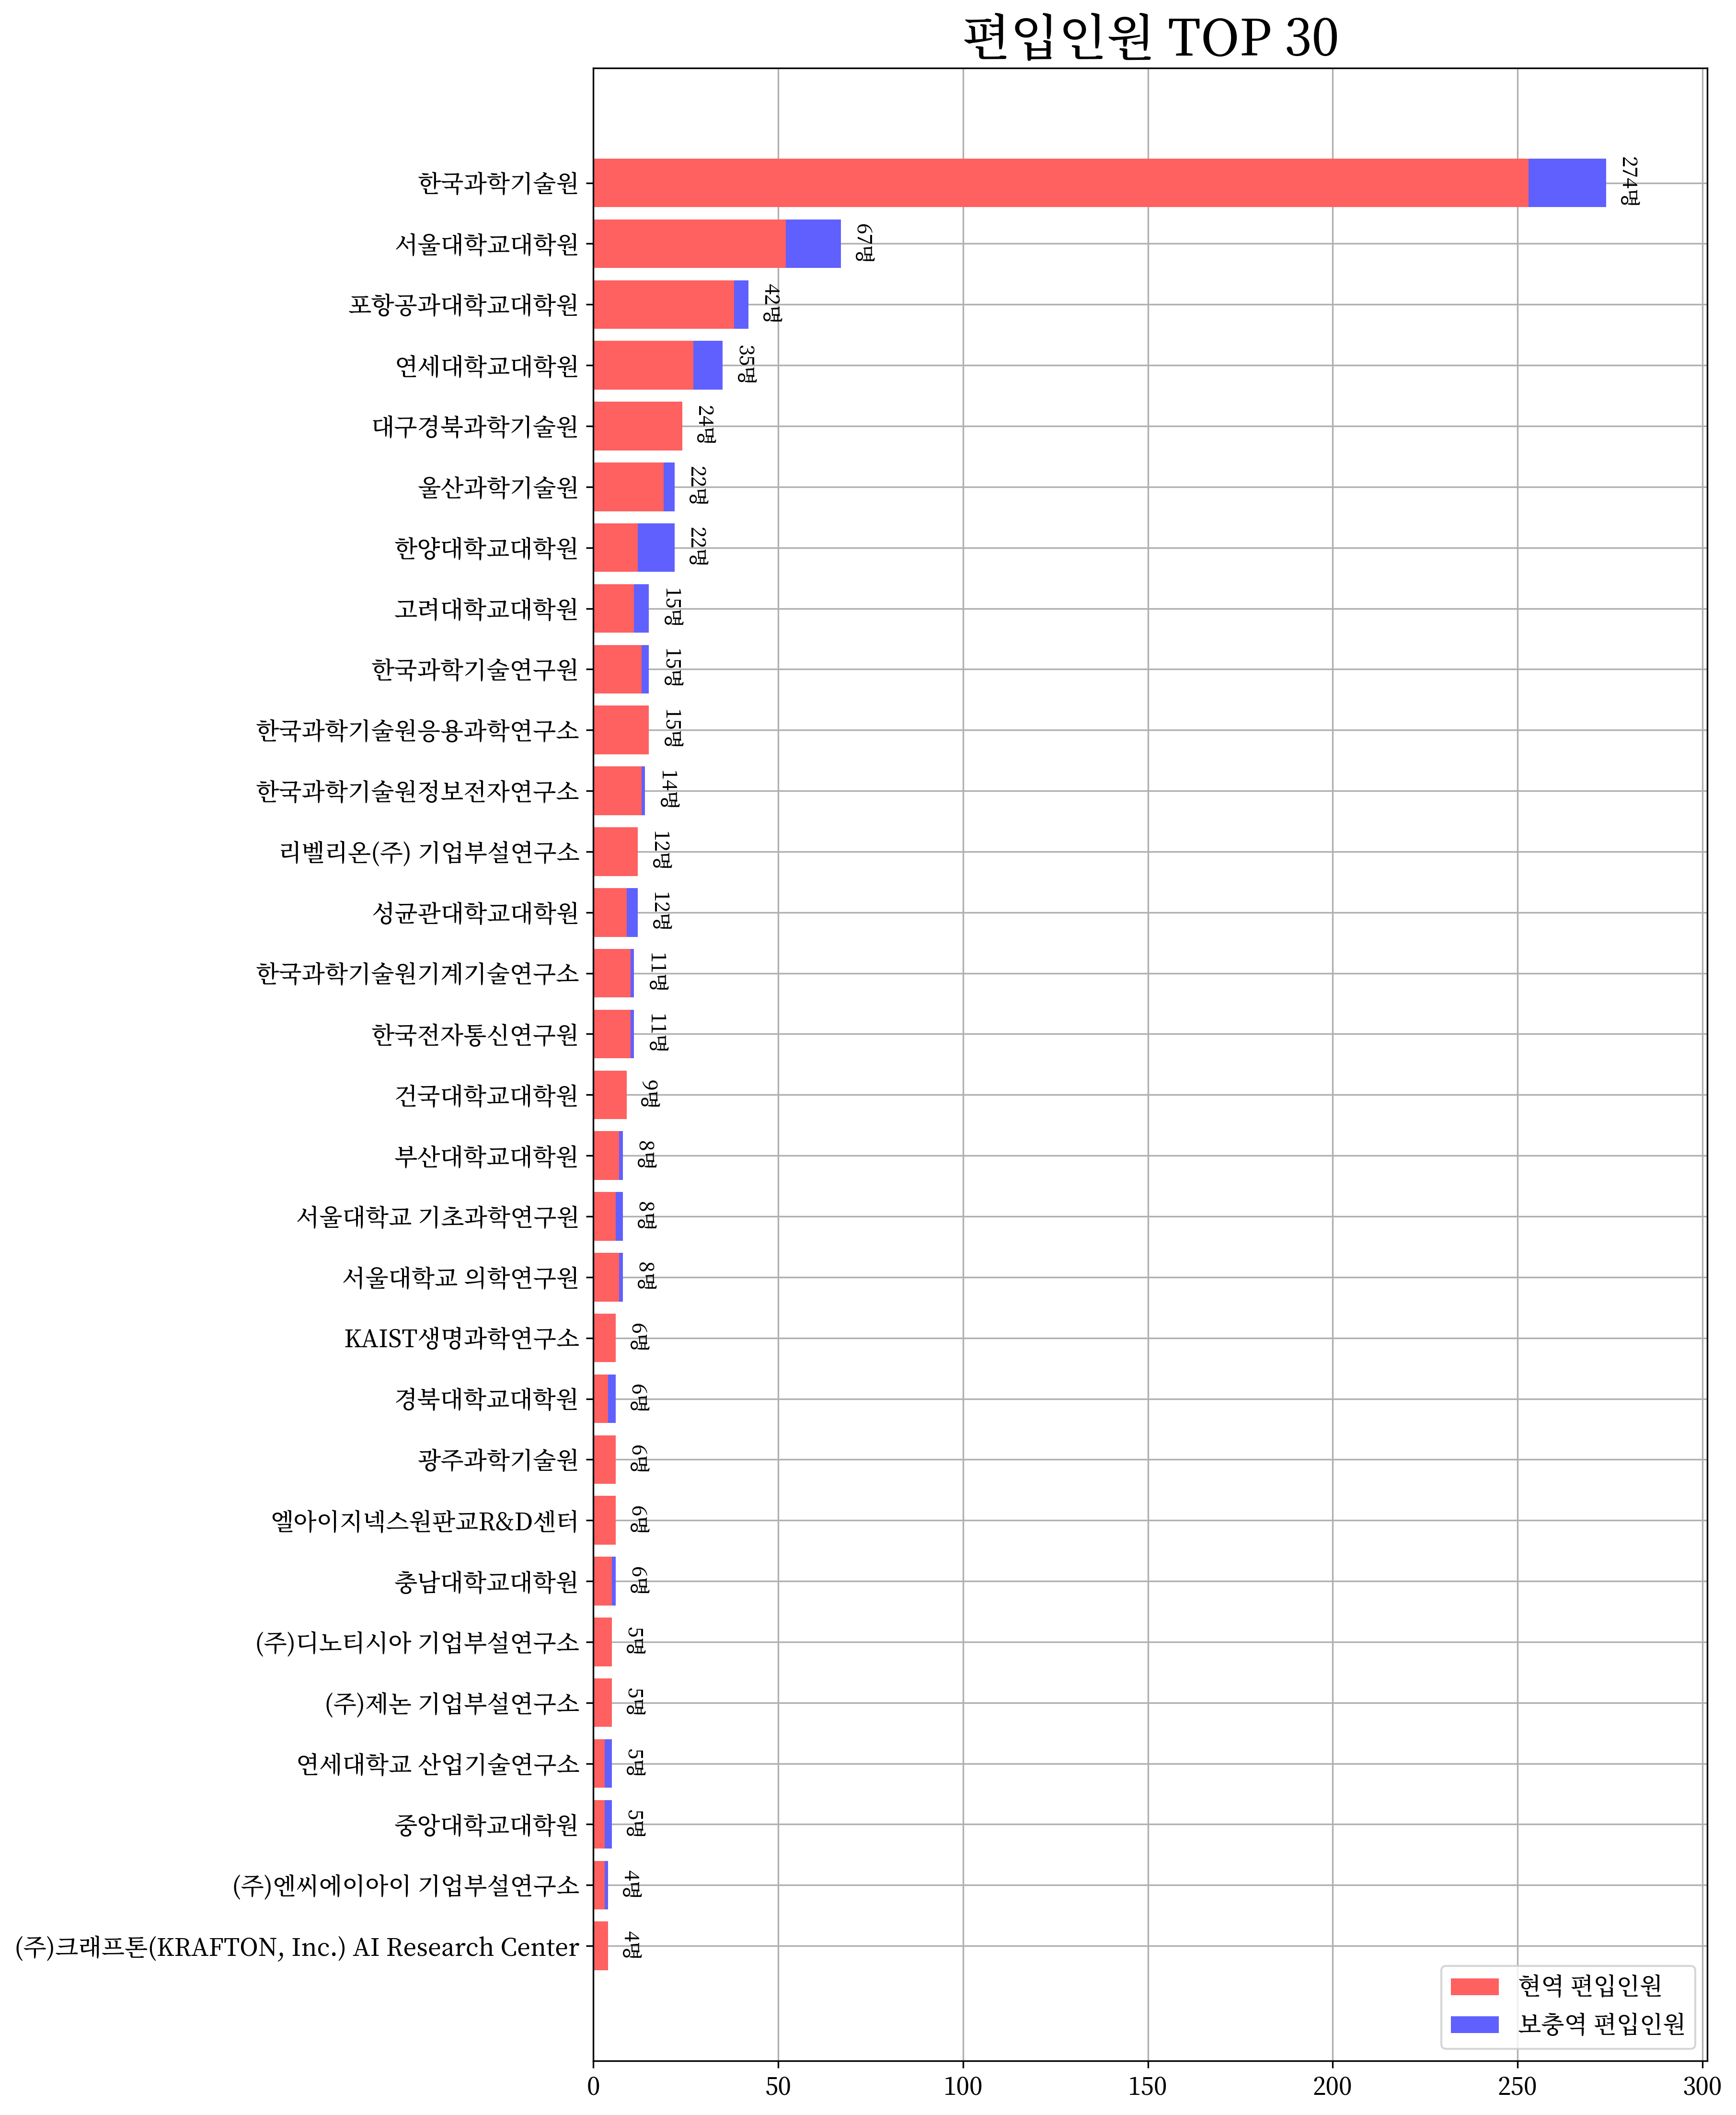 편입인원 TOP 30
한국과학기술원 274명
서울대학교대학원 67명
포항공과대학교대학원 42명
연세대학교대학원 35명
대구경북과학기술원 24명
울산과학기술원 22명
한양대학교대학원 22명
고려대학교대학원 15명
한국과학기술연구원 15명
한국과학기술원응용과학연구소 15명
한국과학기술원정보전자연구소 14명
리벨리온(주) 기업부설연구소 12명
성균관대학교대학원 12명
한국과학기술원기계기술연구소 11명
한국전자통신연구원 11명
건국대학교대학원 9명
부산대학교대학원 8명
서울대학교 기초과학연구원 8명
서울대학교 의학연구원 8명
KAIST생명과학연구소 6명
경북대학교대학원 6명
광주과학기술원 6명
엘아이지넥스원판교R&D센터 6명
충남대학교대학원 6명
(주)디노티시아 기업부설연구소 5명
(주)제논 기업부설연구소 5명
연세대학교 산업기술연구소 5명
중앙대학교대학원 5명
(주)엔씨에이아이 기업부설연구소 4명
(주)크래프톤(KRAFTON, Inc.) AI Research Center 4명
현역 편입인원
보충역 편입인원
0 50 100 150 200 250 300